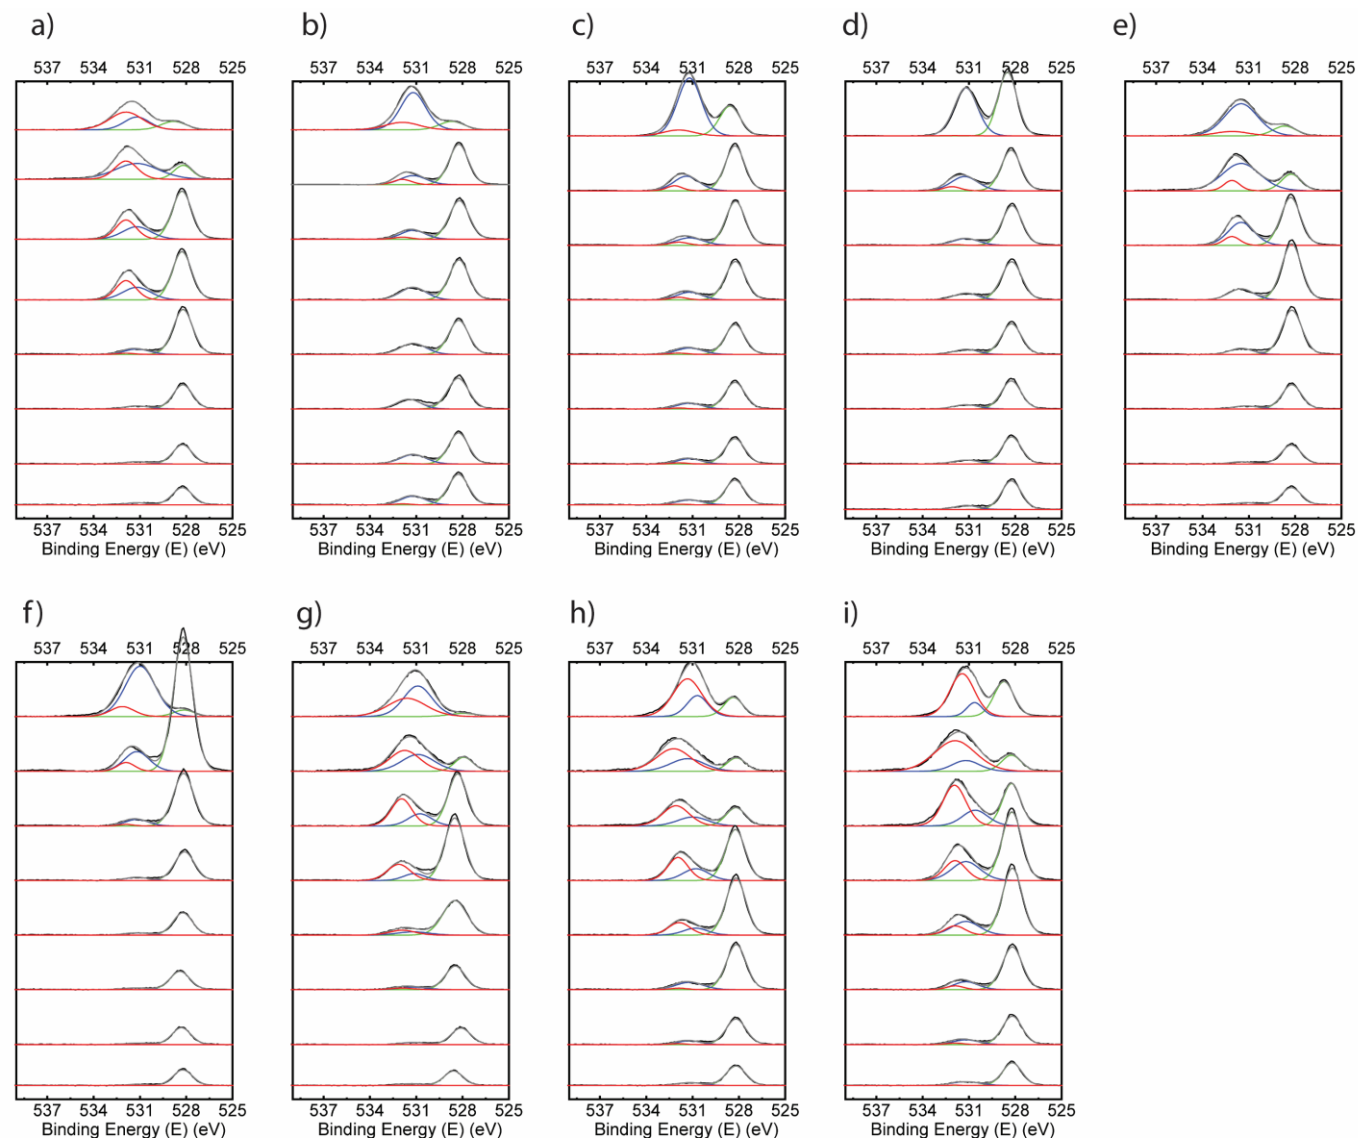 a) b) c) d) e)
537 534 531 528 525 537 534 531 528 525 537 534 531 528 525 537 534 531 528 525 537 534 531 528 525
537 534 531 528 525 537 534 531 528 525 537 534 531 528 525 537 534 531 528 525 537 534 531 528 525
Binding Energy (E) (eV) Binding Energy (E) (eV) Binding Energy (E) (eV) Binding Energy (E) (eV) Binding Energy (E) (eV)
f) g) h) i)
537 534 531 528 525 537 534 531 528 525 537 534 531 528 525 537 534 531 528 525
537 534 531 528 525 537 534 531 528 525 537 534 531 528 525 537 534 531 528 525
Binding Energy (E) (eV) Binding Energy (E) (eV) Binding Energy (E) (eV) Binding Energy (E) (eV)